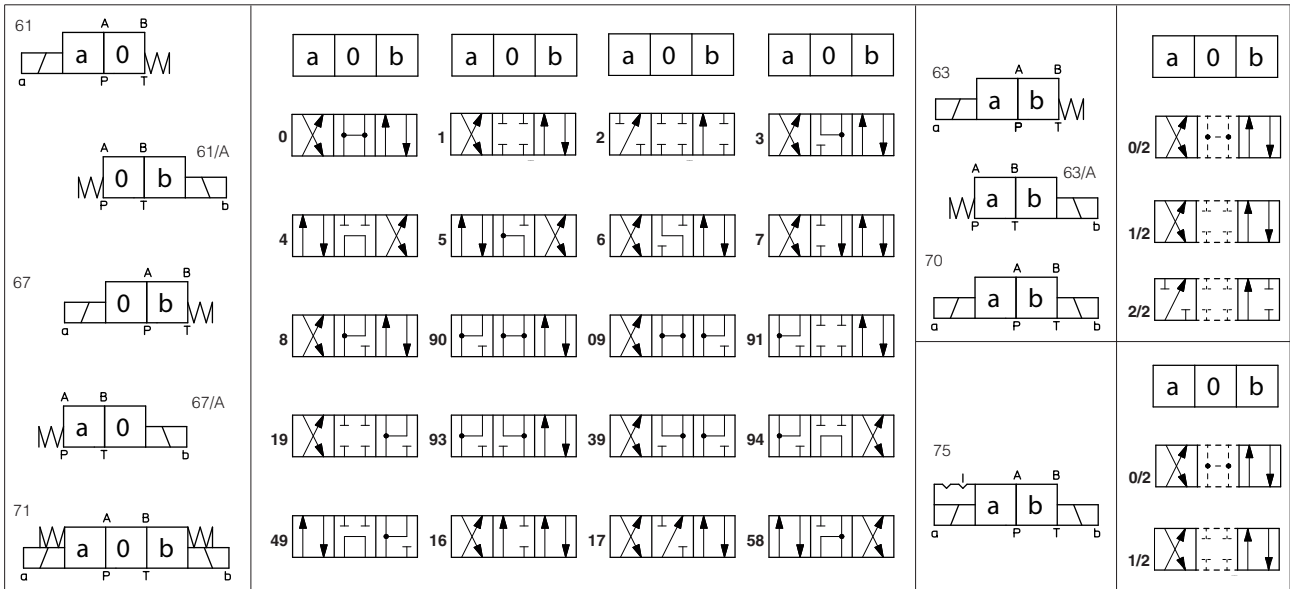 61
A B
a 0
a P T
61/A
A B
0 b
P T b
67
A B
0 b
a P T
67/A
A B
a 0
P T b
71
A B
a 0 b
a P T b
a 0 b
a 0 b
a 0 b
a 0 b
0
1
2
3
4
5
6
7
8
90
09
91
19
93
39
94
49
16
17
58
63
A B
a b
a P T
63/A
A B
a b
P T b
70
A B
a b
a P T b
a 0 b
0/2
1/2
2/2
75
A B
a b
a P T b
a 0 b
0/2
1/2